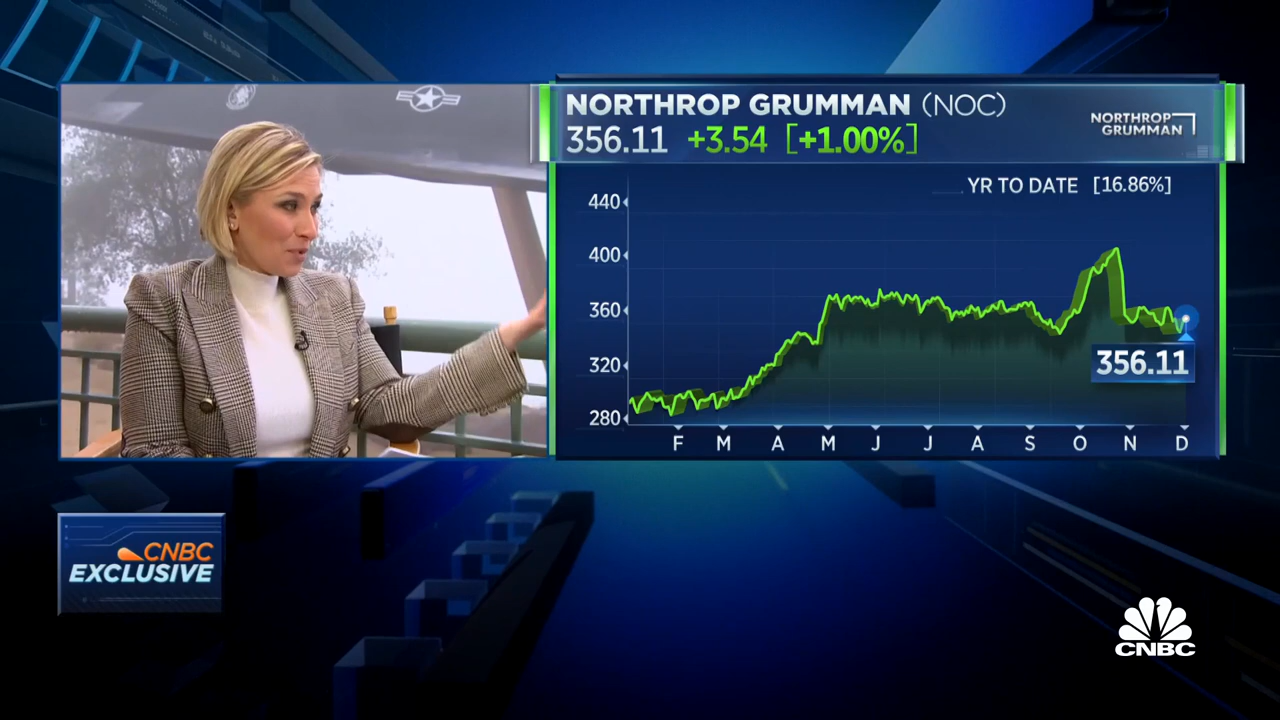 NORTHROP GRUMMAN (NOC)
356.11 +3.54 [+1.00%]
NORTHROP
GRUMMAN
YR TO DATE [16.86%]
440
400
360
320
280
356.11
F M A M J J A S O N D
CNBC
EXCLUSIVE
CNBC